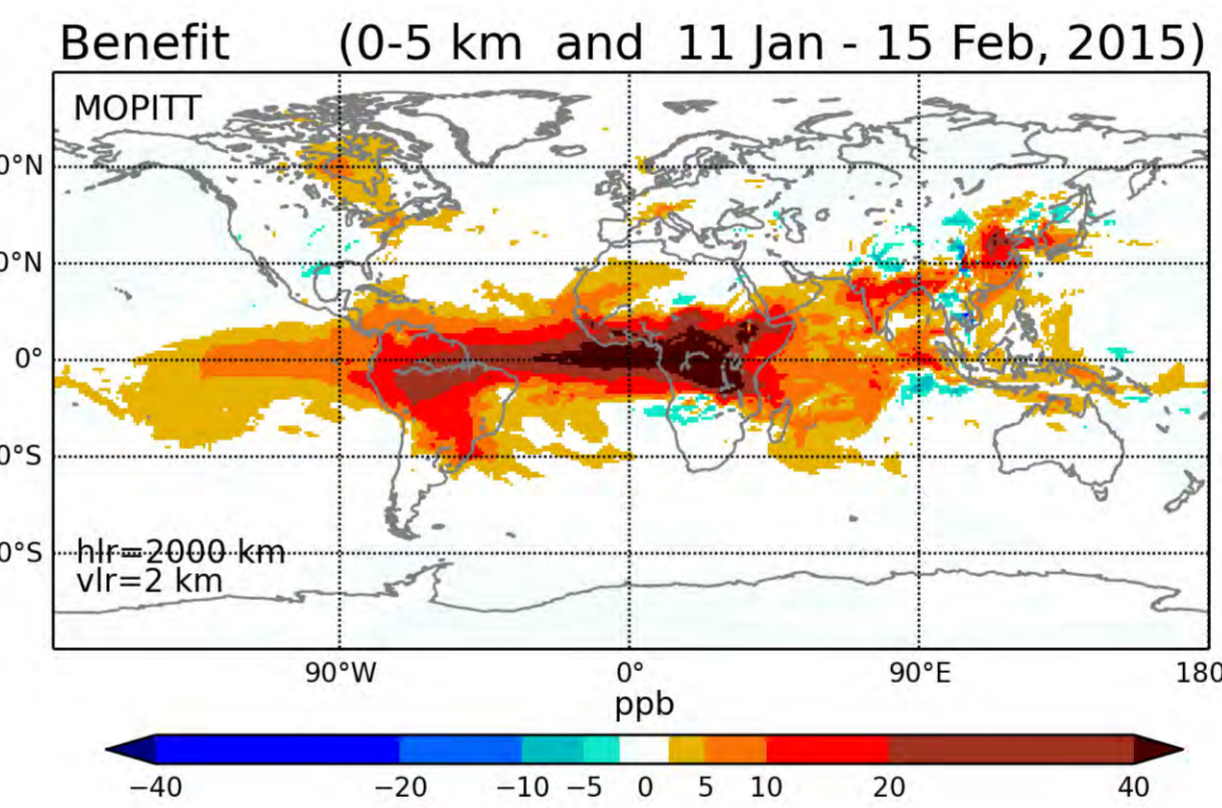 Benefit (0-5 km and 11 Jan - 15 Feb, 2015)
MOPITT
0°N
0°N
0°
0°S
0°S
hlr=2000 km
vlr=2 km
90°W 0° 90°E 180
ppb
−40 −20 −10 −5 0 5 10 20 40